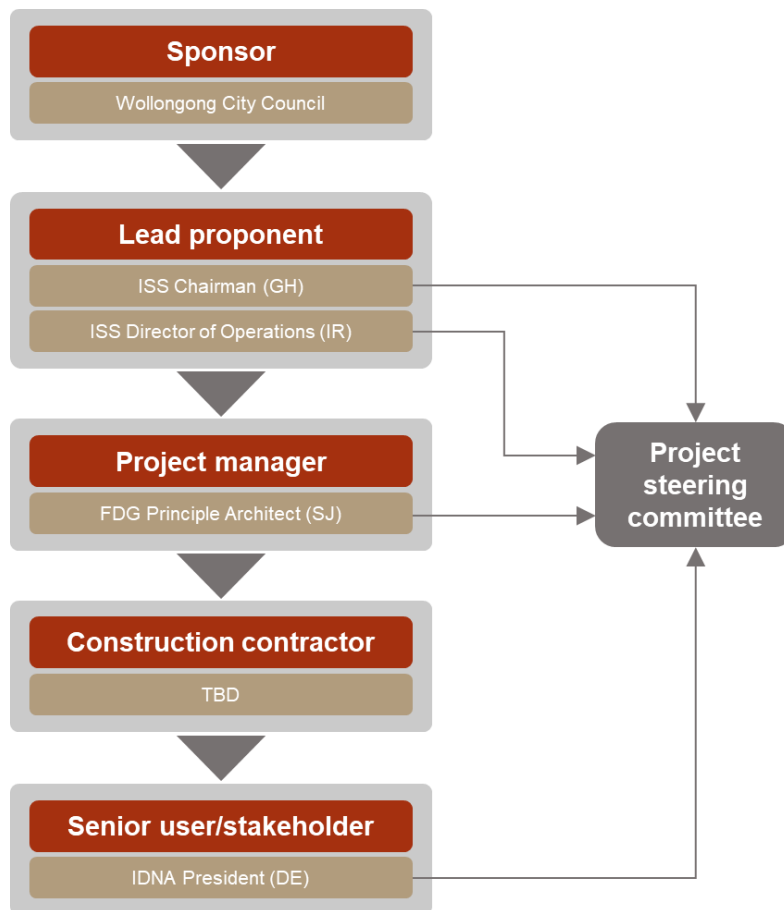 Sponsor
Wollongong City Council
Lead proponent
ISS Chairman (GH)
ISS Director of Operations (IR)
Project manager
FDG Principle Architect (SJ)
Project
steering
committee
Construction contractor
TBD
Senior user/stakeholder
IDNA President (DE)